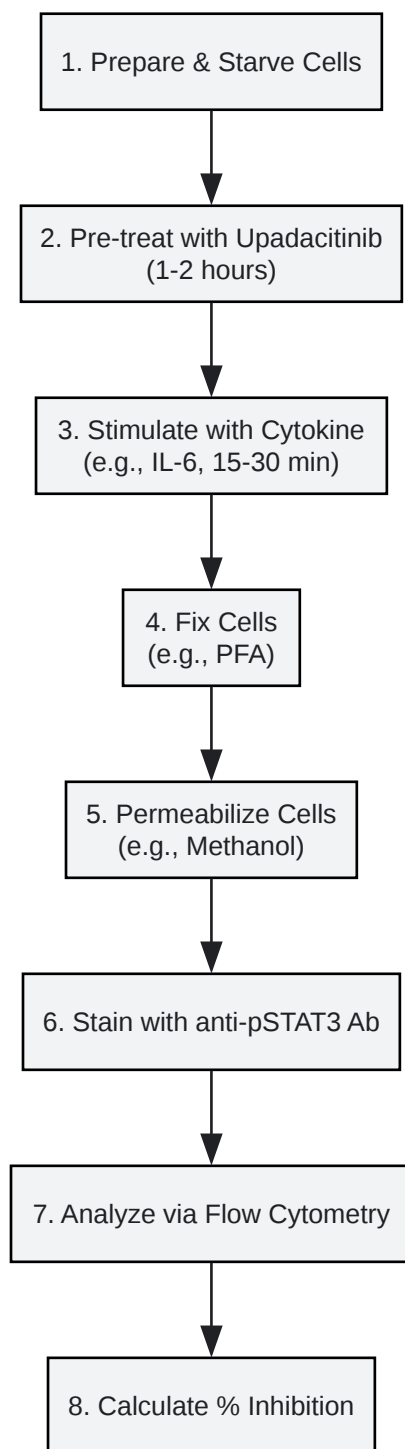 1. Prepare & Starve Cells
2. Pre-treat with Upadacitinib
(1-2 hours)
3. Stimulate with Cytokine
(e.g., IL-6, 15-30 min)
4. Fix Cells
(e.g., PFA)
5. Permeabilize Cells
(e.g., Methanol)
6. Stain with anti-pSTAT3 Ab
7. Analyze via Flow Cytometry
8. Calculate % Inhibition